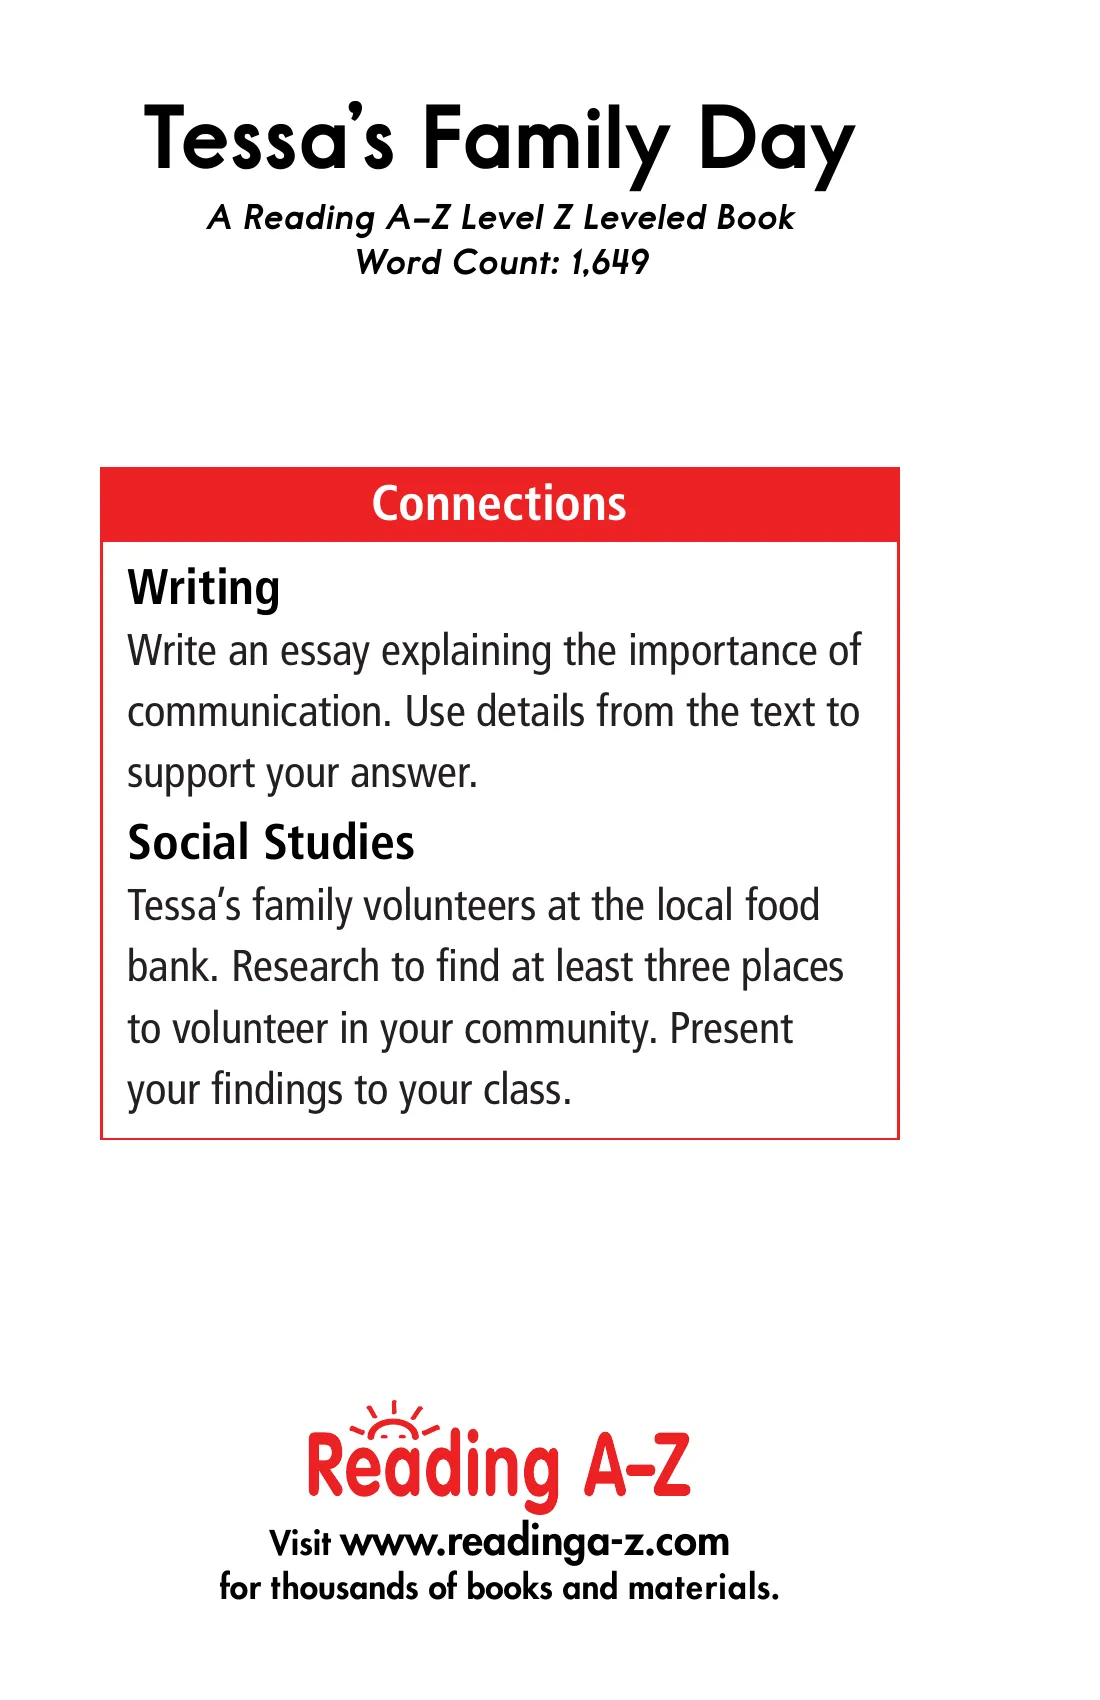 Tessa’s Family Day
A Reading A–Z Level Z Leveled Book
Word Count: 1,649
Connections
Writing
Write an essay explaining the importance of
communication. Use details from the text to
support your answer.
Social Studies
Tessa’s family volunteers at the local food
bank. Research to find at least three places
to volunteer in your community. Present
your findings to your class.
Reading A–Z
Visit www.readinga-z.com
for thousands of books and materials.